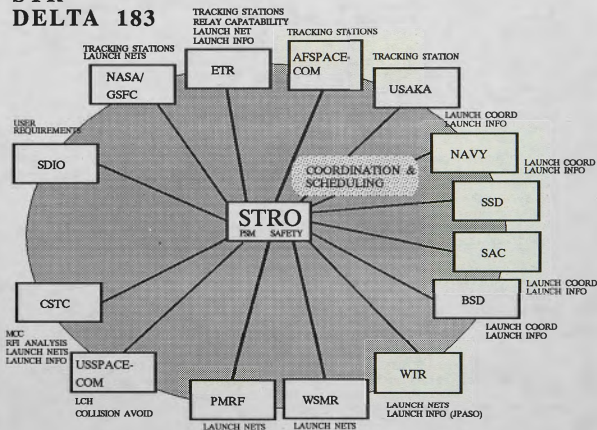 DELTA 183
TRACKING STATIONS
RELAY CAPATABILITY
LAUNCH NET
LAUNCH INFO
ETR
TRACKING STATIONS
AFSPACE-
COM
TRACKING STATIONS
LAUNCH NETS
NASA/
GSFC
TRACKING STATION
USAKA
LAUNCH COORD
LAUNCH INFO
NAVY
USER
REQUIREMENTS
SDIO
LAUNCH COORD
LAUNCH INFO
COORDINATION &
SCHEDULING
SSD
STRO
PSM SAFETY
SAC
LAUNCH COORD
LAUNCH INFO
BSD
LAUNCH COORD
LAUNCH INFO
CSTC
MCC
RFI ANALYSIS
LAUNCH NETS
LAUNCH INFO
USSPACE-
COM
LCH
COLLISION AVOID
PMRF
LAUNCH NETS
WSMR
LAUNCH NETS
WTR
LAUNCH NETS
LAUNCH INFO (JPASO)